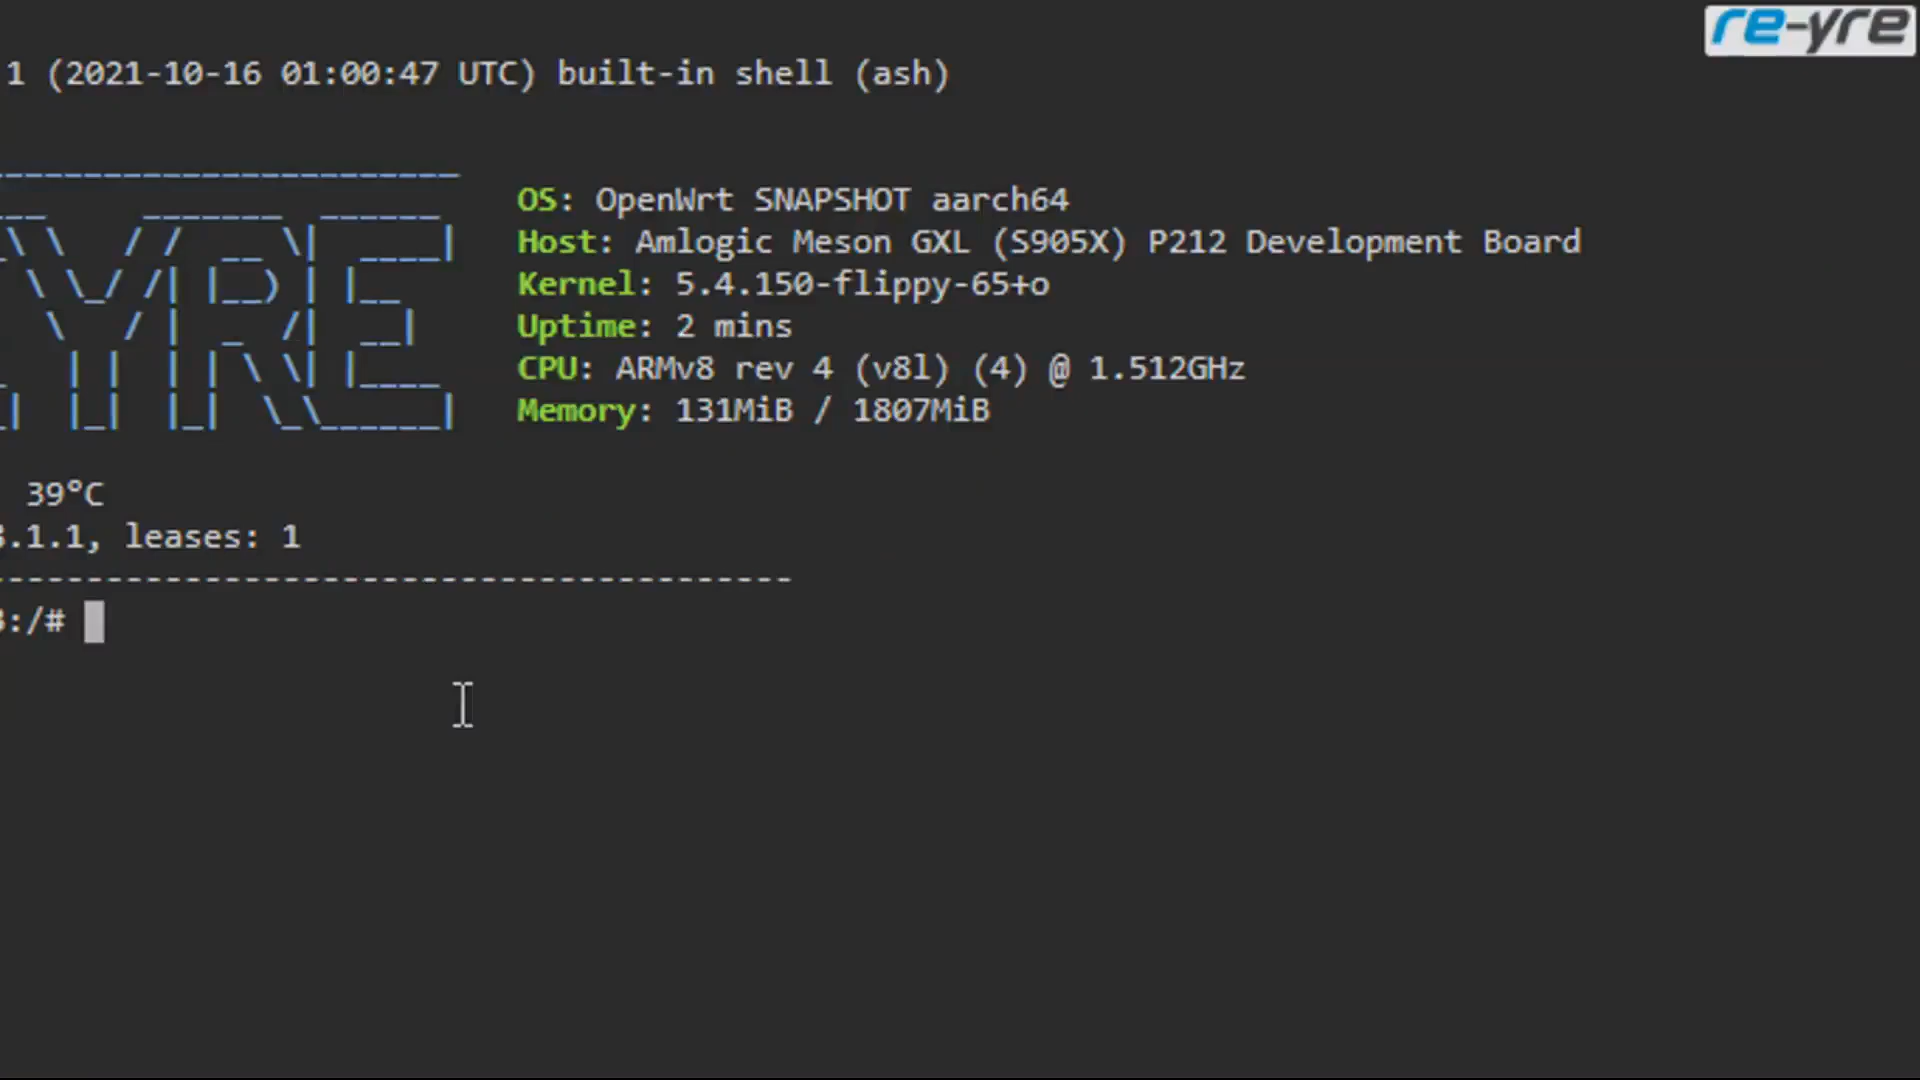 re-yre
1 (2021-10-16 01:00:47 UTC) built-in shell (ash)
YRE
OS: OpenWrt SNAPSHOT aarch64
Host: Amlogic Meson GXL (S905X) P212 Development Board
Kernel: 5.4.150-flippy-65+o
Uptime: 2 mins
CPU: ARMv8 rev 4 (v8l) (4) @ 1.512GHz
Memory: 131MiB / 1807MiB
39°C
.1.1, leases: 1
:/#